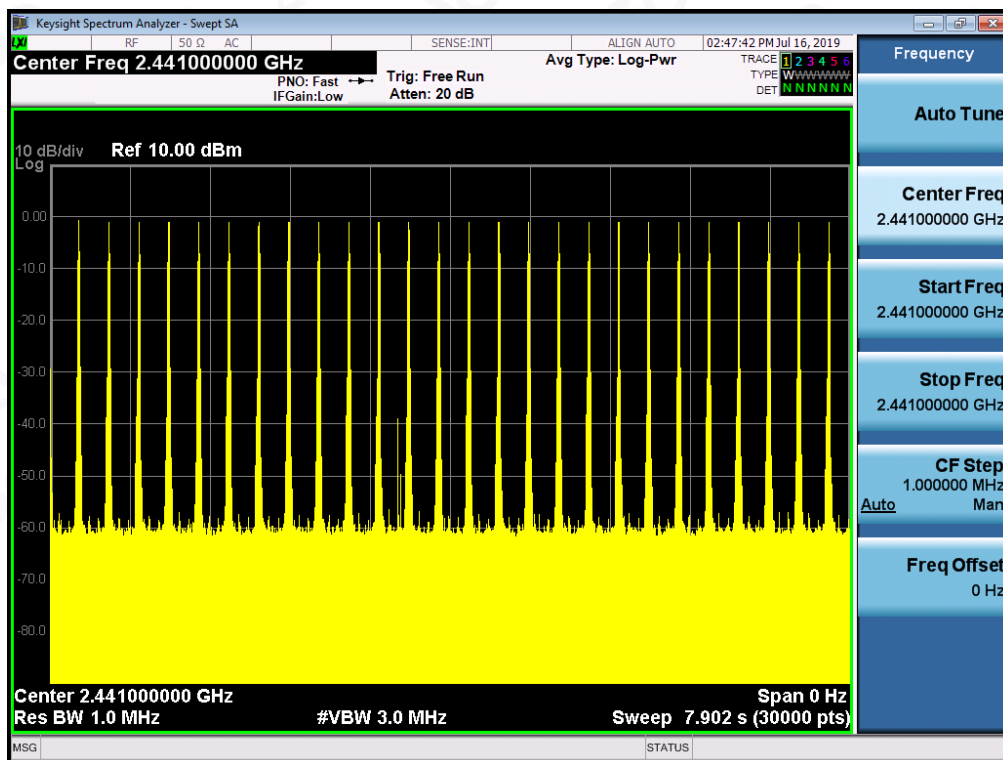 Keysight Spectrum Analyzer - Swept SA
LXI RF 50 Ω AC SENSE:INT ALIGN AUTO 02:47:42 PM Jul 16, 2019
Center Freq 2.441000000 GHz
PNO: Fast
IFGain:Low
Trig: Free Run
Atten: 20 dB
Avg Type: Log-Pwr
TRACE 1 2 3 4 5 6
TYPE WWWWWW
DET N N N N N N
10 dB/div Ref 10.00 dBm
Log
0.00
-10.0
-20.0
-30.0
-40.0
-50.0
-60.0
-70.0
-80.0
Center 2.441000000 GHz Span 0 Hz
Res BW 1.0 MHz #VBW 3.0 MHz Sweep 7.902 s (30000 pts)
MSG STATUS
Frequency
Auto Tune
Center Freq
2.441000000 GHz
Start Freq
2.441000000 GHz
Stop Freq
2.441000000 GHz
CF Step
1.000000 MHz
Auto Man
Freq Offset
0 Hz